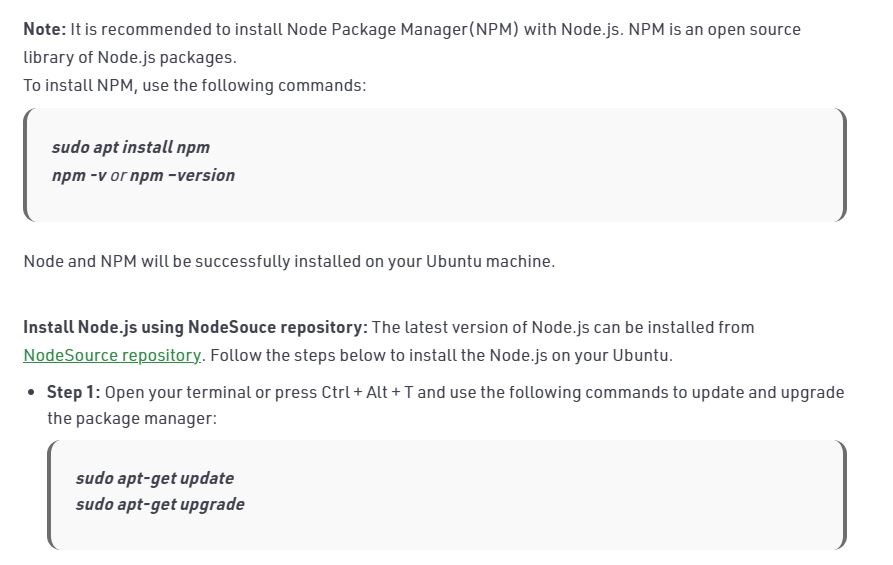 Note: It is recommended to install Node Package Manager(NPM) with Node.js. NPM is an open source
library of Node.js packages.
To install NPM, use the following commands:
sudo apt install npm
npm -v or npm –version
Node and NPM will be successfully installed on your Ubuntu machine.
Install Node.js using NodeSouce repository: The latest version of Node.js can be installed from
NodeSource repository. Follow the steps below to install the Node.js on your Ubuntu.
• Step 1: Open your terminal or press Ctrl + Alt + T and use the following commands to update and upgrade
the package manager:
sudo apt-get update
sudo apt-get upgrade